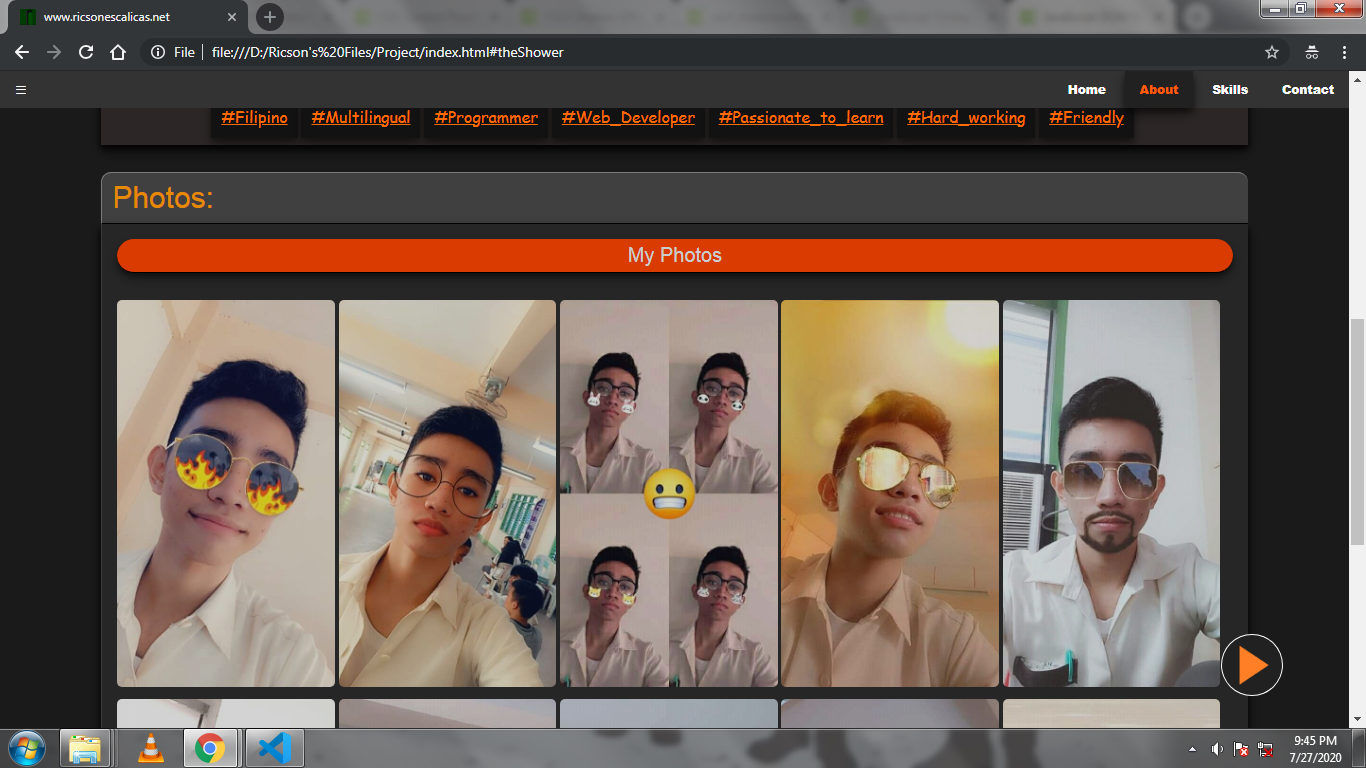 www.ricsonescalicas.net
File file:///D:/Ricson's%20Files/Project/index.html#theShower
Home About Skills Contact
#Filipino #Multilingual #Programmer #Web_Developer #Passionate_to_learn #Hard_working #Friendly
Photos:
My Photos
9:45 PM
7/27/2020